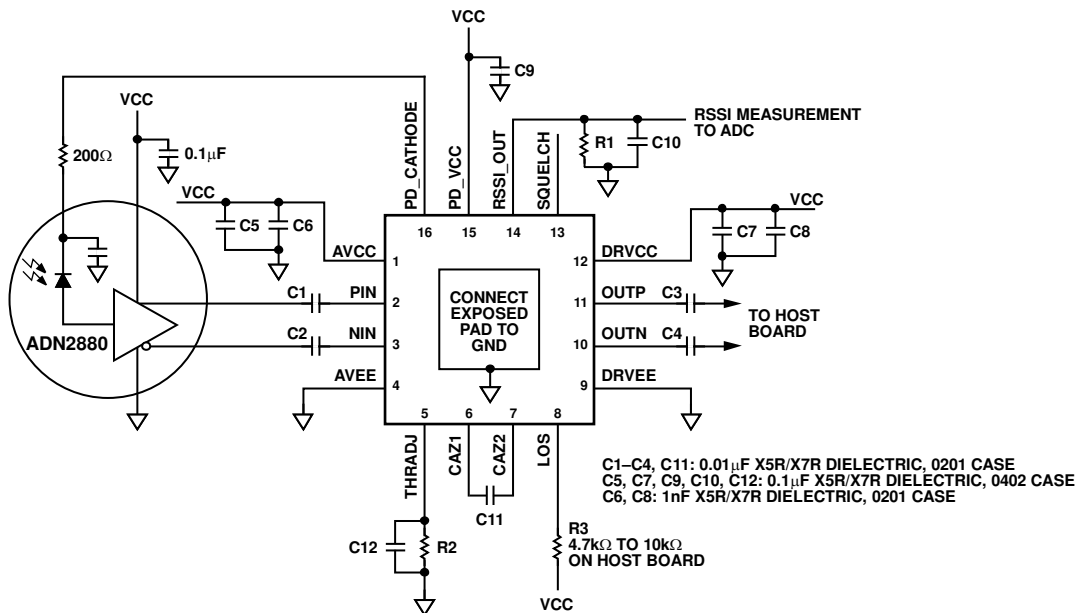 VCC
C9
VCC
0.1μF
200Ω
PD_CATHODE
PD_VCC
RSSI_OUT
SQUELCH
R1
C10
RSSI MEASUREMENT
TO ADC
VCC
C5
C6
AVCC
16
15
14
13
DRVCC
VCC
C7
C8
1
12
C1
PIN
2
11
OUTP
C3
C2
NIN
3
10
OUTN
C4
TO HOST
BOARD
CONNECT
EXPOSED
PAD TO
GND
ADN2880
AVEE
4
9
DRVEE
5
6
7
8
THRADJ
CAZ1
CAZ2
LOS
C11
C12
R2
R3
4.7kΩ TO 10kΩ
ON HOST BOARD
VCC
C1–C4, C11: 0.01μF X5R/X7R DIELECTRIC, 0201 CASE
C5, C7, C9, C10, C12: 0.1μF X5R/X7R DIELECTRIC, 0402 CASE
C6, C8: 1nF X5R/X7R DIELECTRIC, 0201 CASE